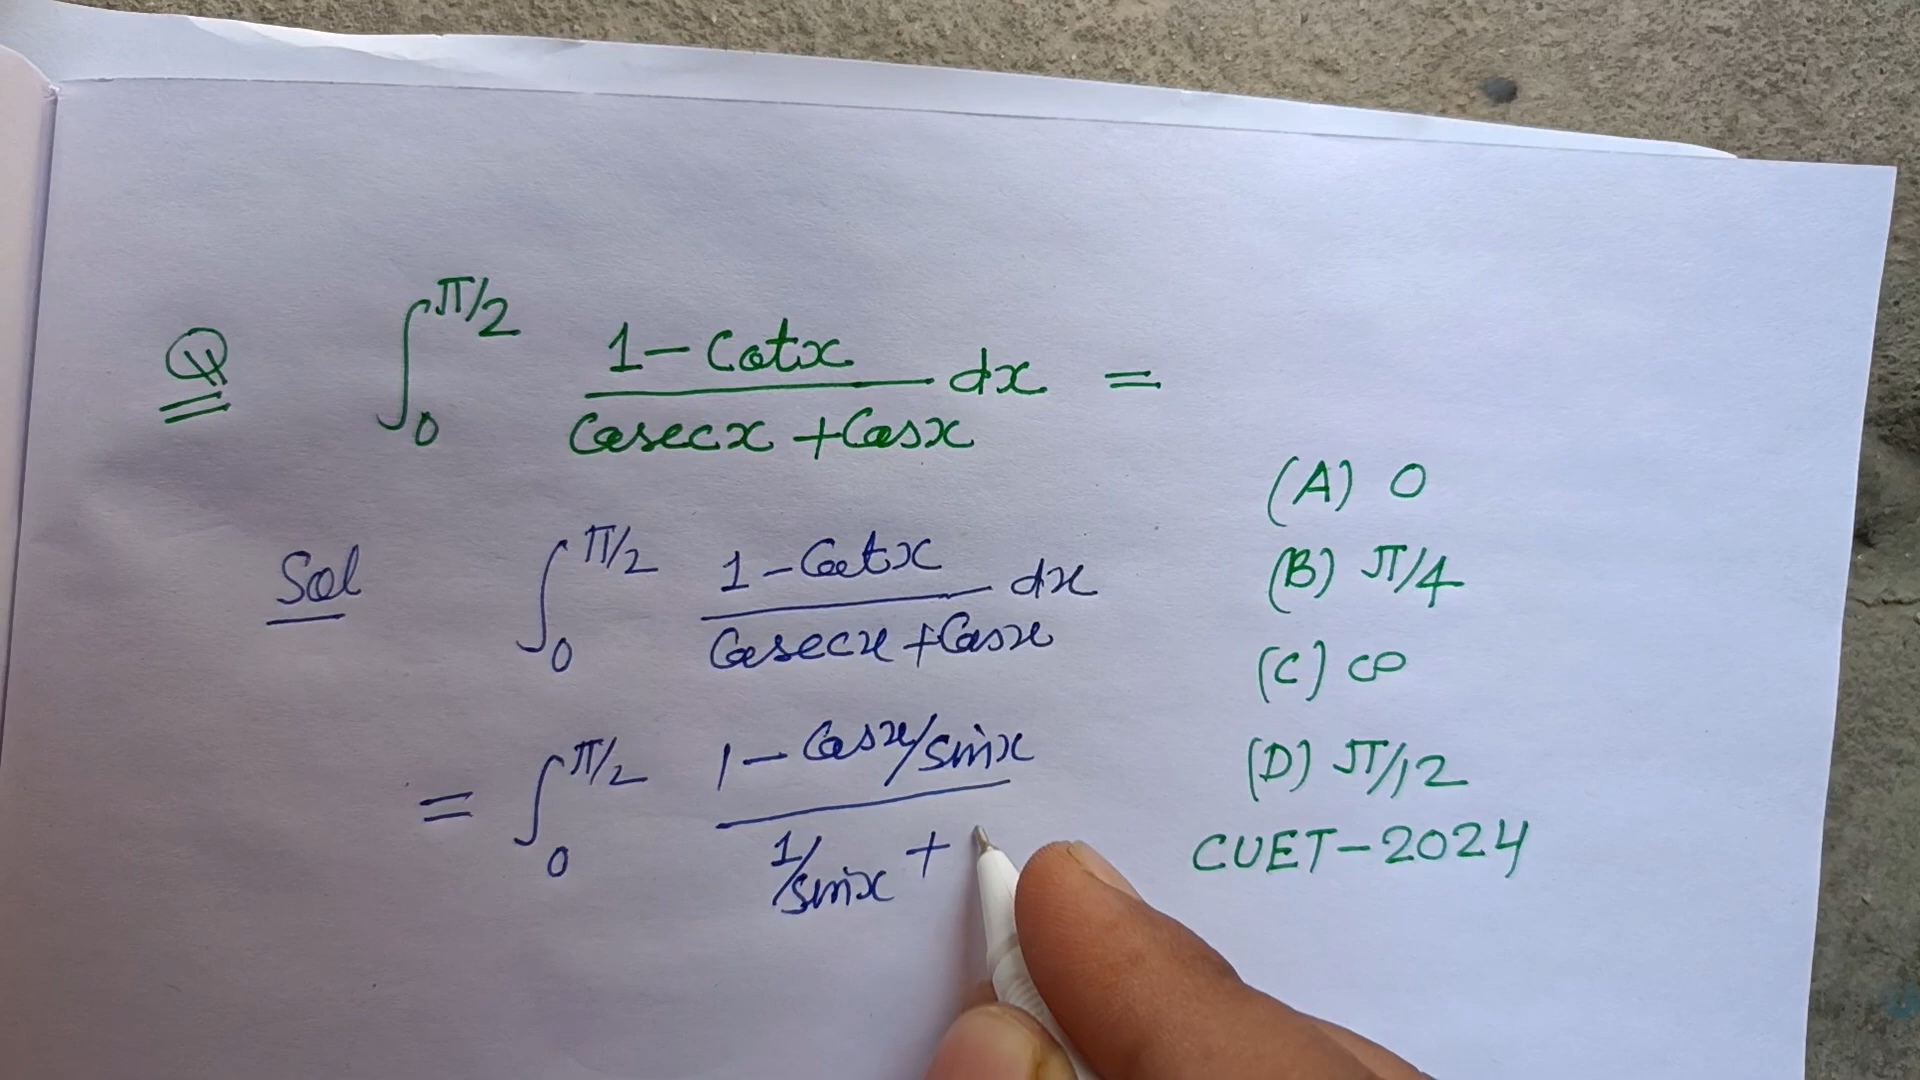 Q ∫₀^π/2 (1 - Cotx)/(Cosecx + Cosx) dx =
(A) 0
(B) π/4
(C) ∞
(D) π/12
CUET-2024
Sol ∫₀^π/2 (1 - Cotx)/(Cosecx + Cosx) dx
= ∫₀^π/2 (1 - Cosx/sinx)/(1/sinx +